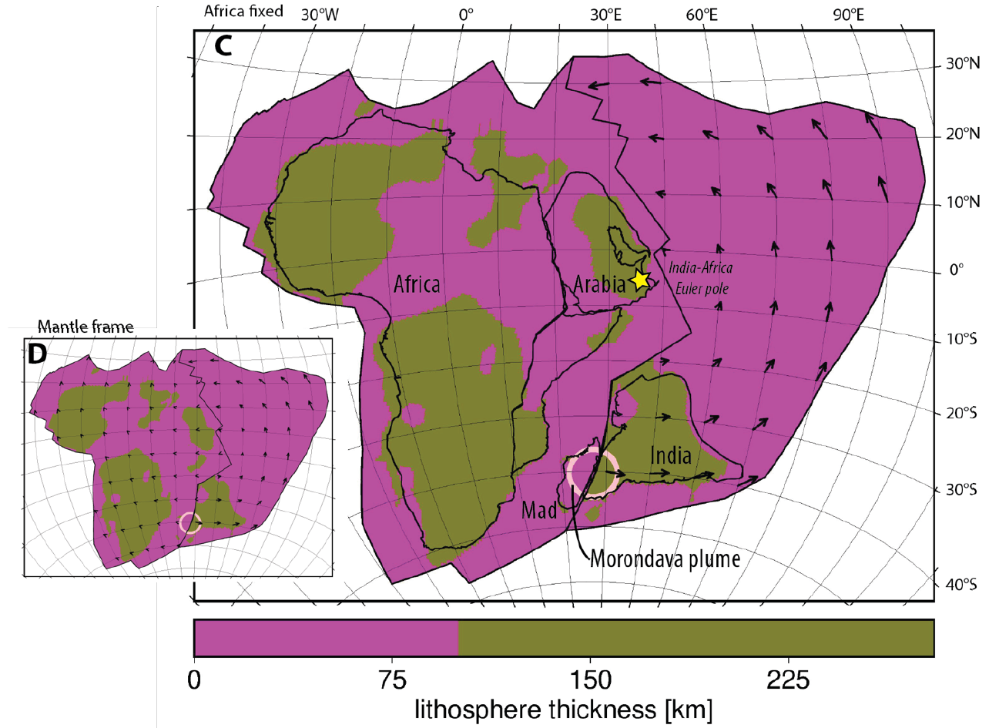 Africa fixed
30°W
0°
30°E
60°E
90°E
C
30°N
20°N
10°N
Africa
Arabia
India-Africa
Euler pole
0°
Mantle frame
D
10°S
20°S
India
30°S
Mad
Morondava plume
40°S
0
75
150
225
lithosphere thickness [km]